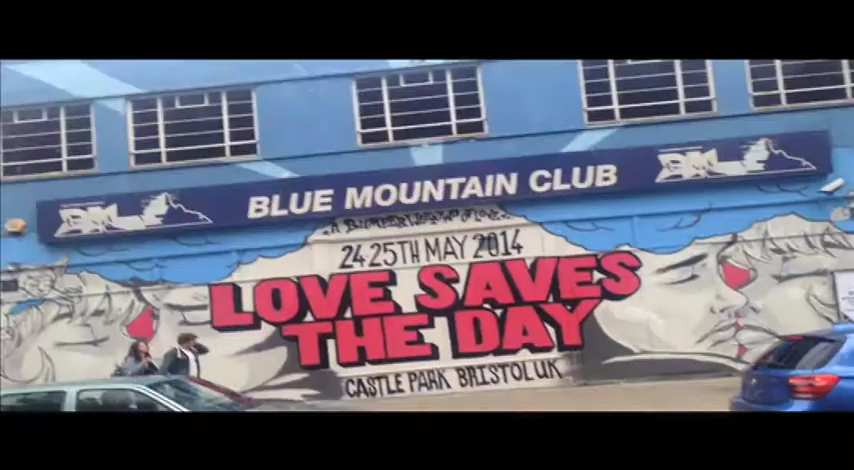 BLUE MOUNTAIN CLUB
24·25TH MAY 2014
LOVE SAVES
THE DAY
CASTLE PARK BRISTOL UK